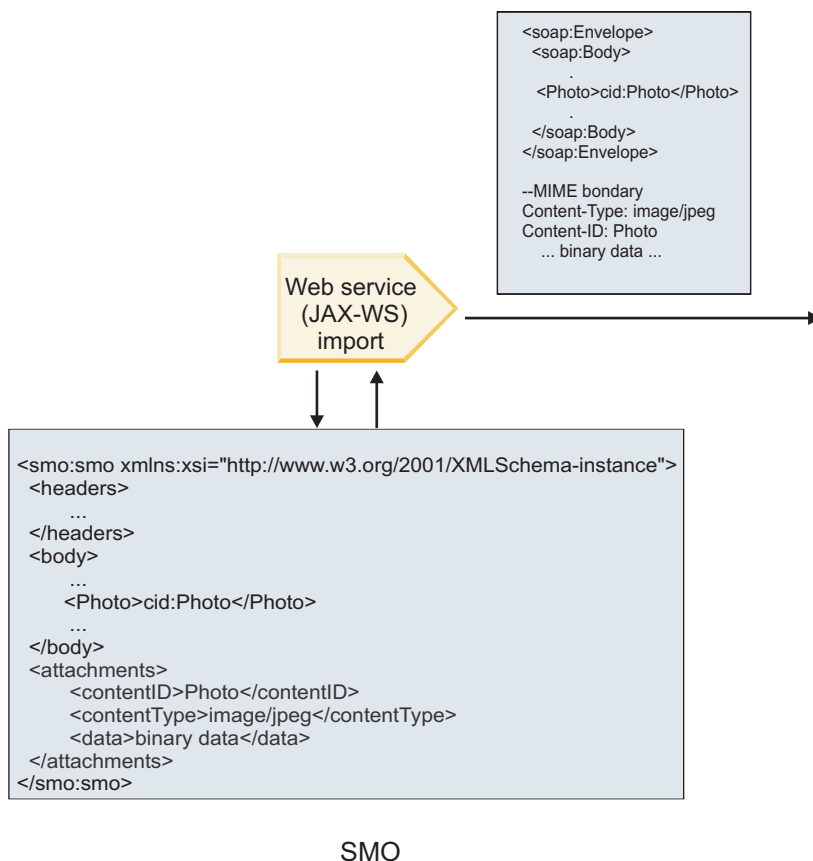 <soap:Envelope>
<soap:Body>
.
<Photo>cid:Photo</Photo>
.
</soap:Body>
</soap:Envelope>
--MIME bondary
Content-Type: image/jpeg
Content-ID: Photo
... binary data ...
Web service
(JAX-WS)
import
<smo:smo xmlns:xsi="http://www.w3.org/2001/XMLSchema-instance">
<headers>
...
</headers>
<body>
...
<Photo>cid:Photo</Photo>
...
</body>
<attachments>
<contentID>Photo</contentID>
<contentType>image/jpeg</contentType>
<data>binary data</data>
</attachments>
</smo:smo>
SMO